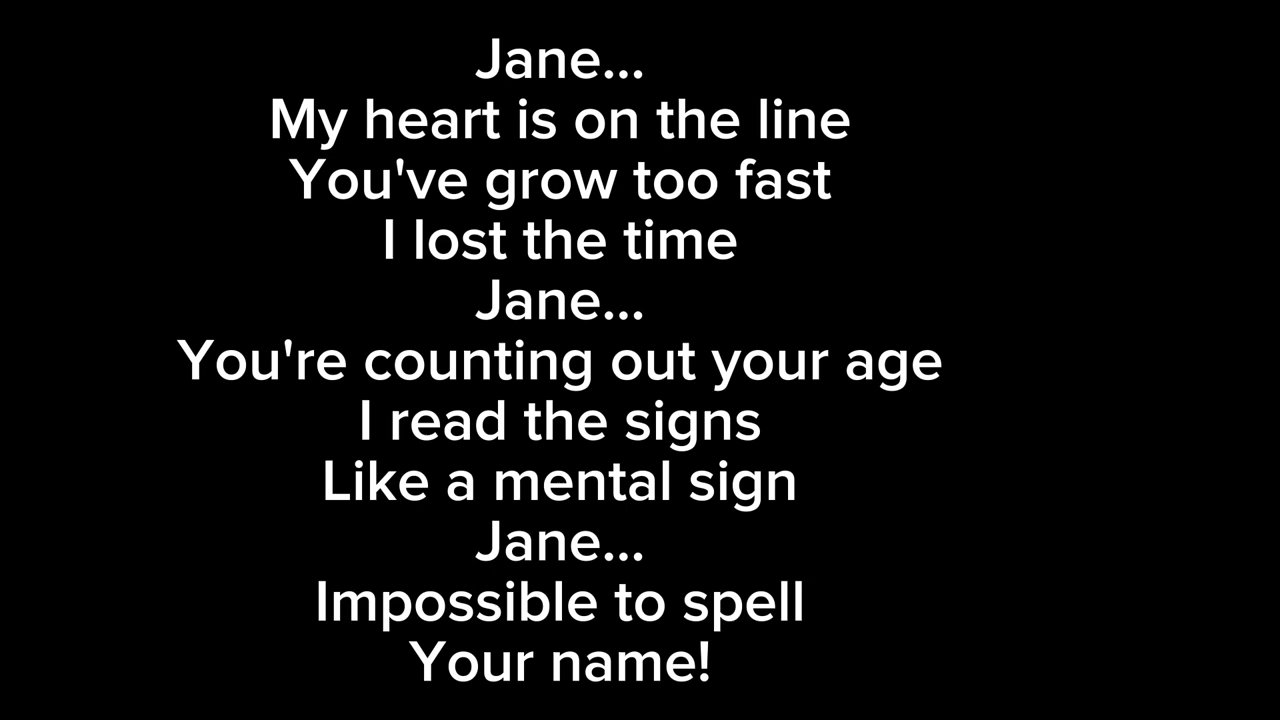 Jane...
My heart is on the line
You've grow too fast
I lost the time
Jane...
You're counting out your age
I read the signs
Like a mental sign
Jane...
Impossible to spell
Your name!